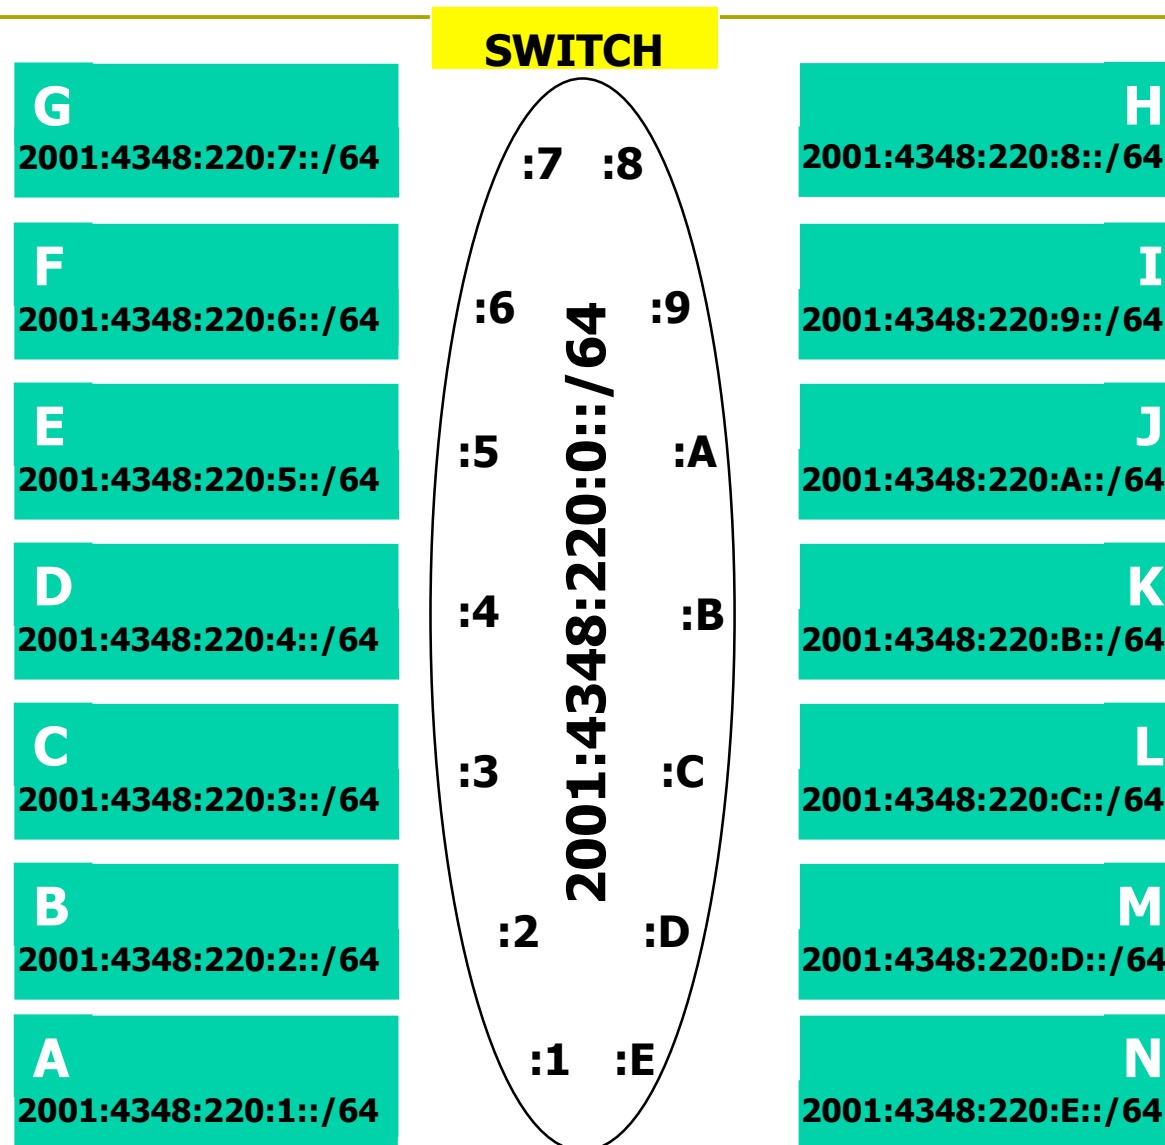 SWITCH
G
2001:4348:220:7::/64
F
2001:4348:220:6::/64
E
2001:4348:220:5::/64
D
2001:4348:220:4::/64
C
2001:4348:220:3::/64
B
2001:4348:220:2::/64
A
2001:4348:220:1::/64
:7 :8
:6 :9
:5 :A
:4 :B
:3 :C
:2 :D
:1 :E
2001:4348:220:0::/64
H
2001:4348:220:8::/64
I
2001:4348:220:9::/64
J
2001:4348:220:A::/64
K
2001:4348:220:B::/64
L
2001:4348:220:C::/64
M
2001:4348:220:D::/64
N
2001:4348:220:E::/64